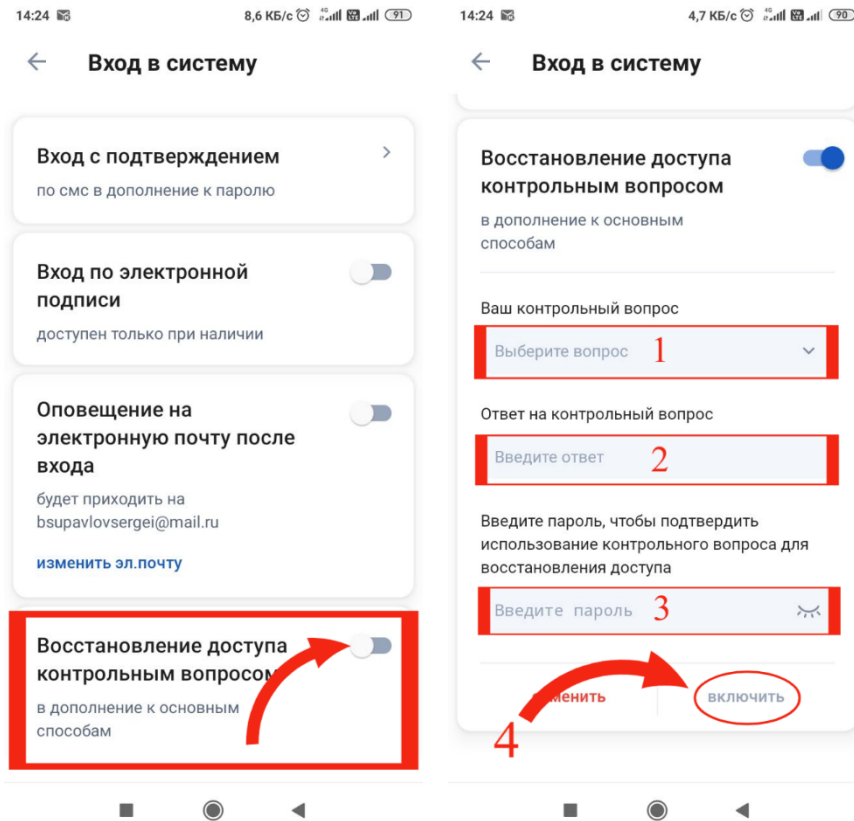 14:24
8,6 КБ/с 4G 91
Вход в систему
Вход с подтверждением
по смс в дополнение к паролю
Вход по электронной
подписи
доступен только при наличии
Оповещение на
электронную почту после
входа
будет приходить на
bsupavlovsergei@mail.ru
изменить эл.почту
Восстановление доступа
контрольным вопросом
в дополнение к основным
способам
14:24
4,7 КБ/с 4G 90
Вход в систему
Восстановление доступа
контрольным вопросом
в дополнение к основным
способам
Ваш контрольный вопрос
Выберите вопрос 1
Ответ на контрольный вопрос
Введите ответ 2
Введите пароль, чтобы подтвердить
использование контрольного вопроса для
восстановления доступа
Введите пароль 3
включить
4